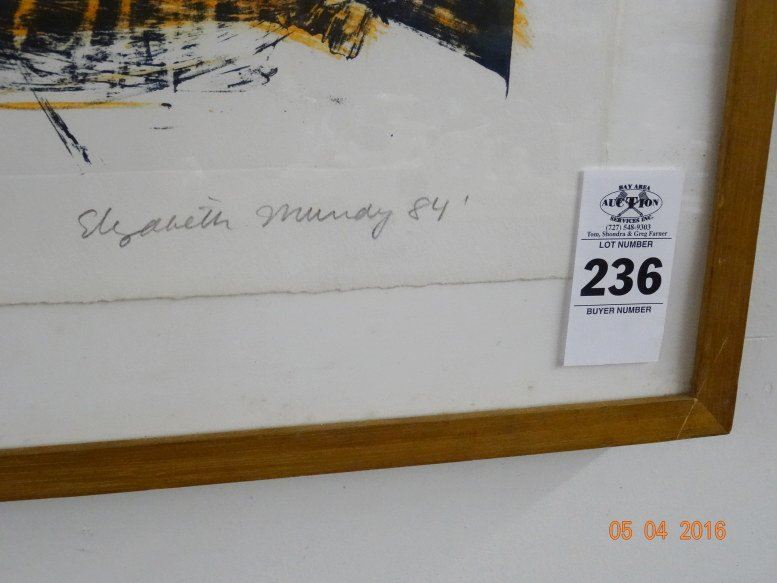 Elizabeth Mundy 84'
BAY AREA
AUCTION
SERVICES INC.
(727) 548-9303
Tom, Shondra & Greg Farner
LOT NUMBER
236
BUYER NUMBER
05 04 2016